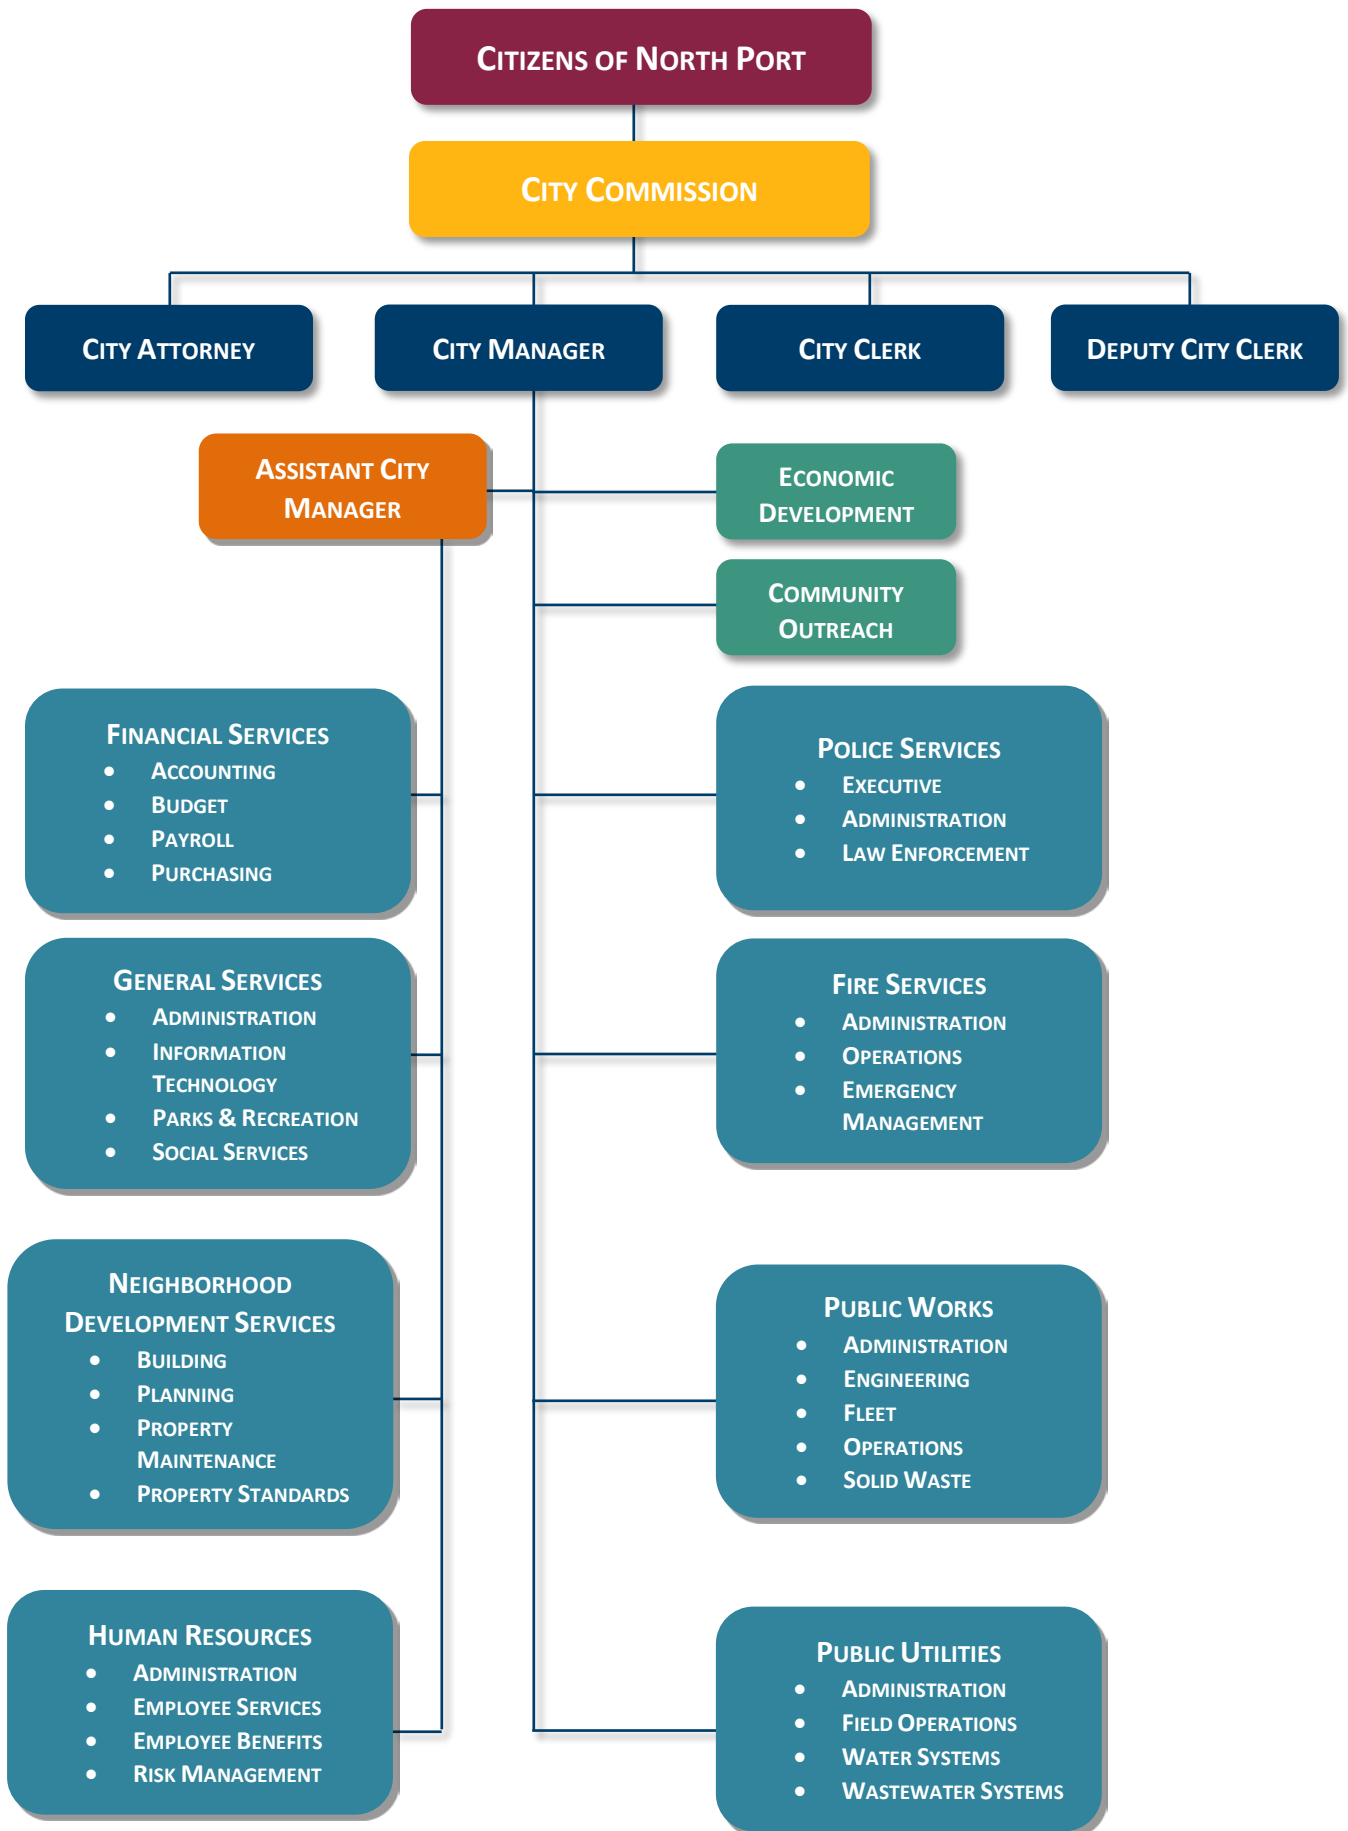 CITIZENS OF NORTH PORT
CITY COMMISSION
CITY ATTORNEY
CITY MANAGER
CITY CLERK
DEPUTY CITY CLERK
ASSISTANT CITY
MANAGER
ECONOMIC
DEVELOPMENT
COMMUNITY
OUTREACH
FINANCIAL SERVICES
• ACCOUNTING
• BUDGET
• PAYROLL
• PURCHASING
POLICE SERVICES
• EXECUTIVE
• ADMINISTRATION
• LAW ENFORCEMENT
GENERAL SERVICES
• ADMINISTRATION
• INFORMATION
TECHNOLOGY
• PARKS & RECREATION
• SOCIAL SERVICES
FIRE SERVICES
• ADMINISTRATION
• OPERATIONS
• EMERGENCY
MANAGEMENT
NEIGHBORHOOD
DEVELOPMENT SERVICES
• BUILDING
• PLANNING
• PROPERTY
MAINTENANCE
• PROPERTY STANDARDS
PUBLIC WORKS
• ADMINISTRATION
• ENGINEERING
• FLEET
• OPERATIONS
• SOLID WASTE
HUMAN RESOURCES
• ADMINISTRATION
• EMPLOYEE SERVICES
• EMPLOYEE BENEFITS
• RISK MANAGEMENT
PUBLIC UTILITIES
• ADMINISTRATION
• FIELD OPERATIONS
• WATER SYSTEMS
• WASTEWATER SYSTEMS